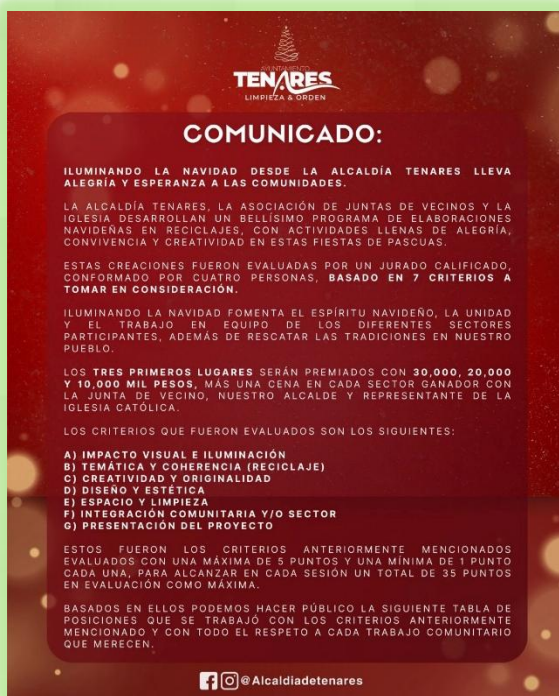 AYUNTAMIENTO
TENARES
LIMPIEZA & ORDEN
COMUNICADO:
ILUMINANDO LA NAVIDAD DESDE LA ALCALDÍA TENARES LLEVA
ALEGRÍA Y ESPERANZA A LAS COMUNIDADES.
LA ALCALDÍA TENARES, LA ASOCIACIÓN DE JUNTAS DE VECINOS Y LA
IGLESIA DESARROLLAN UN BELLÍSIMO PROGRAMA DE ELABORACIONES
NAVIDEÑAS EN RECICLAJES, CON ACTIVIDADES LLENAS DE ALEGRÍA,
CONVIVENCIA Y CREATIVIDAD EN ESTAS FIESTAS DE PASCUAS.
ESTAS CREACIONES FUERON EVALUADAS POR UN JURADO CALIFICADO,
CONFORMADO POR CUATRO PERSONAS, BASADO EN 7 CRITERIOS A
TOMAR EN CONSIDERACIÓN.
ILUMINANDO LA NAVIDAD FOMENTA EL ESPÍRITU NAVIDEÑO, LA UNIDAD
Y EL TRABAJO EN EQUIPO DE LOS DIFERENTES SECTORES
PARTICIPANTES, ADEMÁS DE RESCATAR LAS TRADICIONES EN NUESTRO
PUEBLO.
LOS TRES PRIMEROS LUGARES SERÁN PREMIADOS CON 30,000, 20,000
Y 10,000 MIL PESOS, MÁS UNA CENA EN CADA SECTOR GANADOR CON
LA JUNTA DE VECINO, NUESTRO ALCALDE Y REPRESENTANTE DE LA
IGLESIA CATÓLICA.
LOS CRITERIOS QUE FUERON EVALUADOS SON LOS SIGUIENTES:
A) IMPACTO VISUAL E ILUMINACIÓN
B) TEMÁTICA Y COHERENCIA (RECICLAJE)
C) CREATIVIDAD Y ORIGINALIDAD
D) DISEÑO Y ESTÉTICA
E) ESPACIO Y LIMPIEZA
F) INTEGRACIÓN COMUNITARIA Y/O SECTOR
G) PRESENTACIÓN DEL PROYECTO
ESTOS FUERON LOS CRITERIOS ANTERIORMENTE MENCIONADOS
EVALUADOS CON UNA MÁXIMA DE 5 PUNTOS Y UNA MÍNIMA DE 1 PUNTO
CADA UNA, PARA ALCANZAR EN CADA SESIÓN UN TOTAL DE 35 PUNTOS
EN EVALUACIÓN COMO MÁXIMA.
BASADOS EN ELLOS PODEMOS HACER PÚBLICO LA SIGUIENTE TABLA DE
POSICIONES QUE SE TRABAJÓ CON LOS CRITERIOS ANTERIORMENTE
MENCIONADO Y CON TODO EL RESPETO A CADA TRABAJO COMUNITARIO
QUE MERECEN.
@Alcaldiadetenares